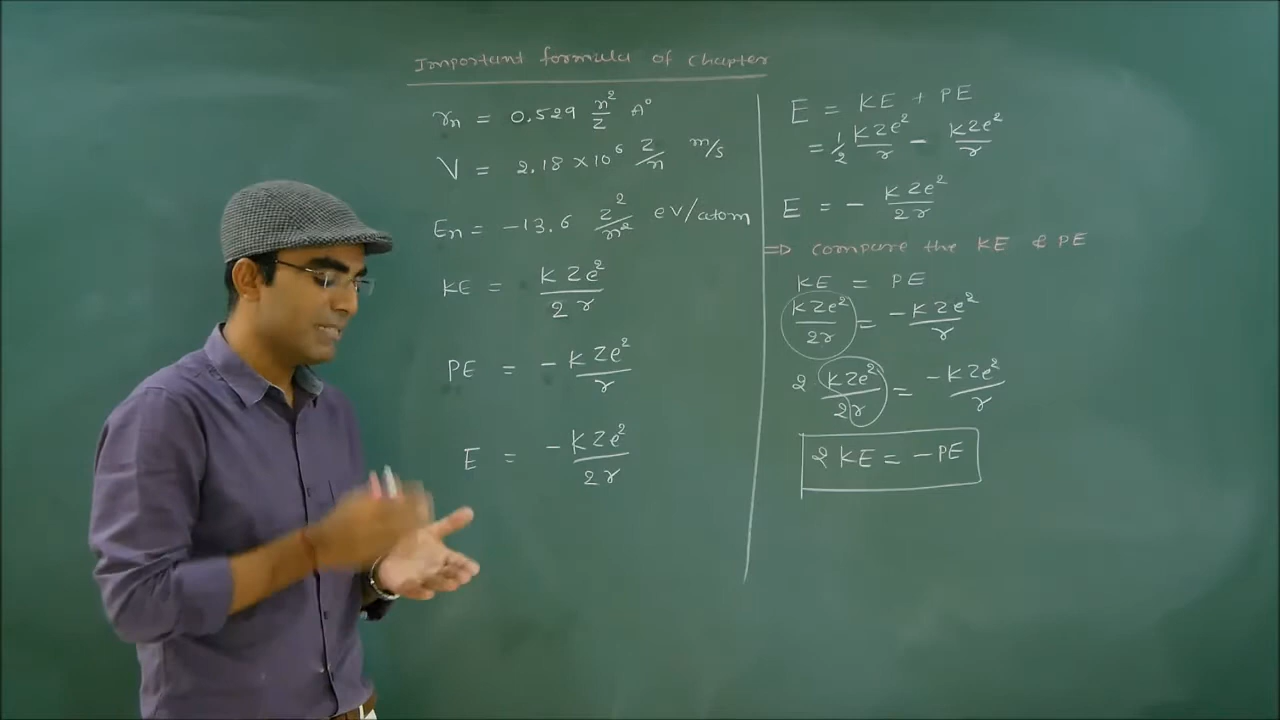 Important formula of chapter
rn = 0.529 n²/Z A°
V = 2.18 × 10⁶ Z/n m/s
En = -13.6 Z²/n² eV/atom
KE = KZe²/2r
PE = -KZe²/r
E = -KZe²/2r
E = KE + PE
= 1/2 KZe²/r - KZe²/r
E = - KZe²/2r
⇒ compare the KE & PE
KE = PE
KZe²/2r = -KZe²/r
2 KZe²/2r = -KZe²/r
2 KE = -PE